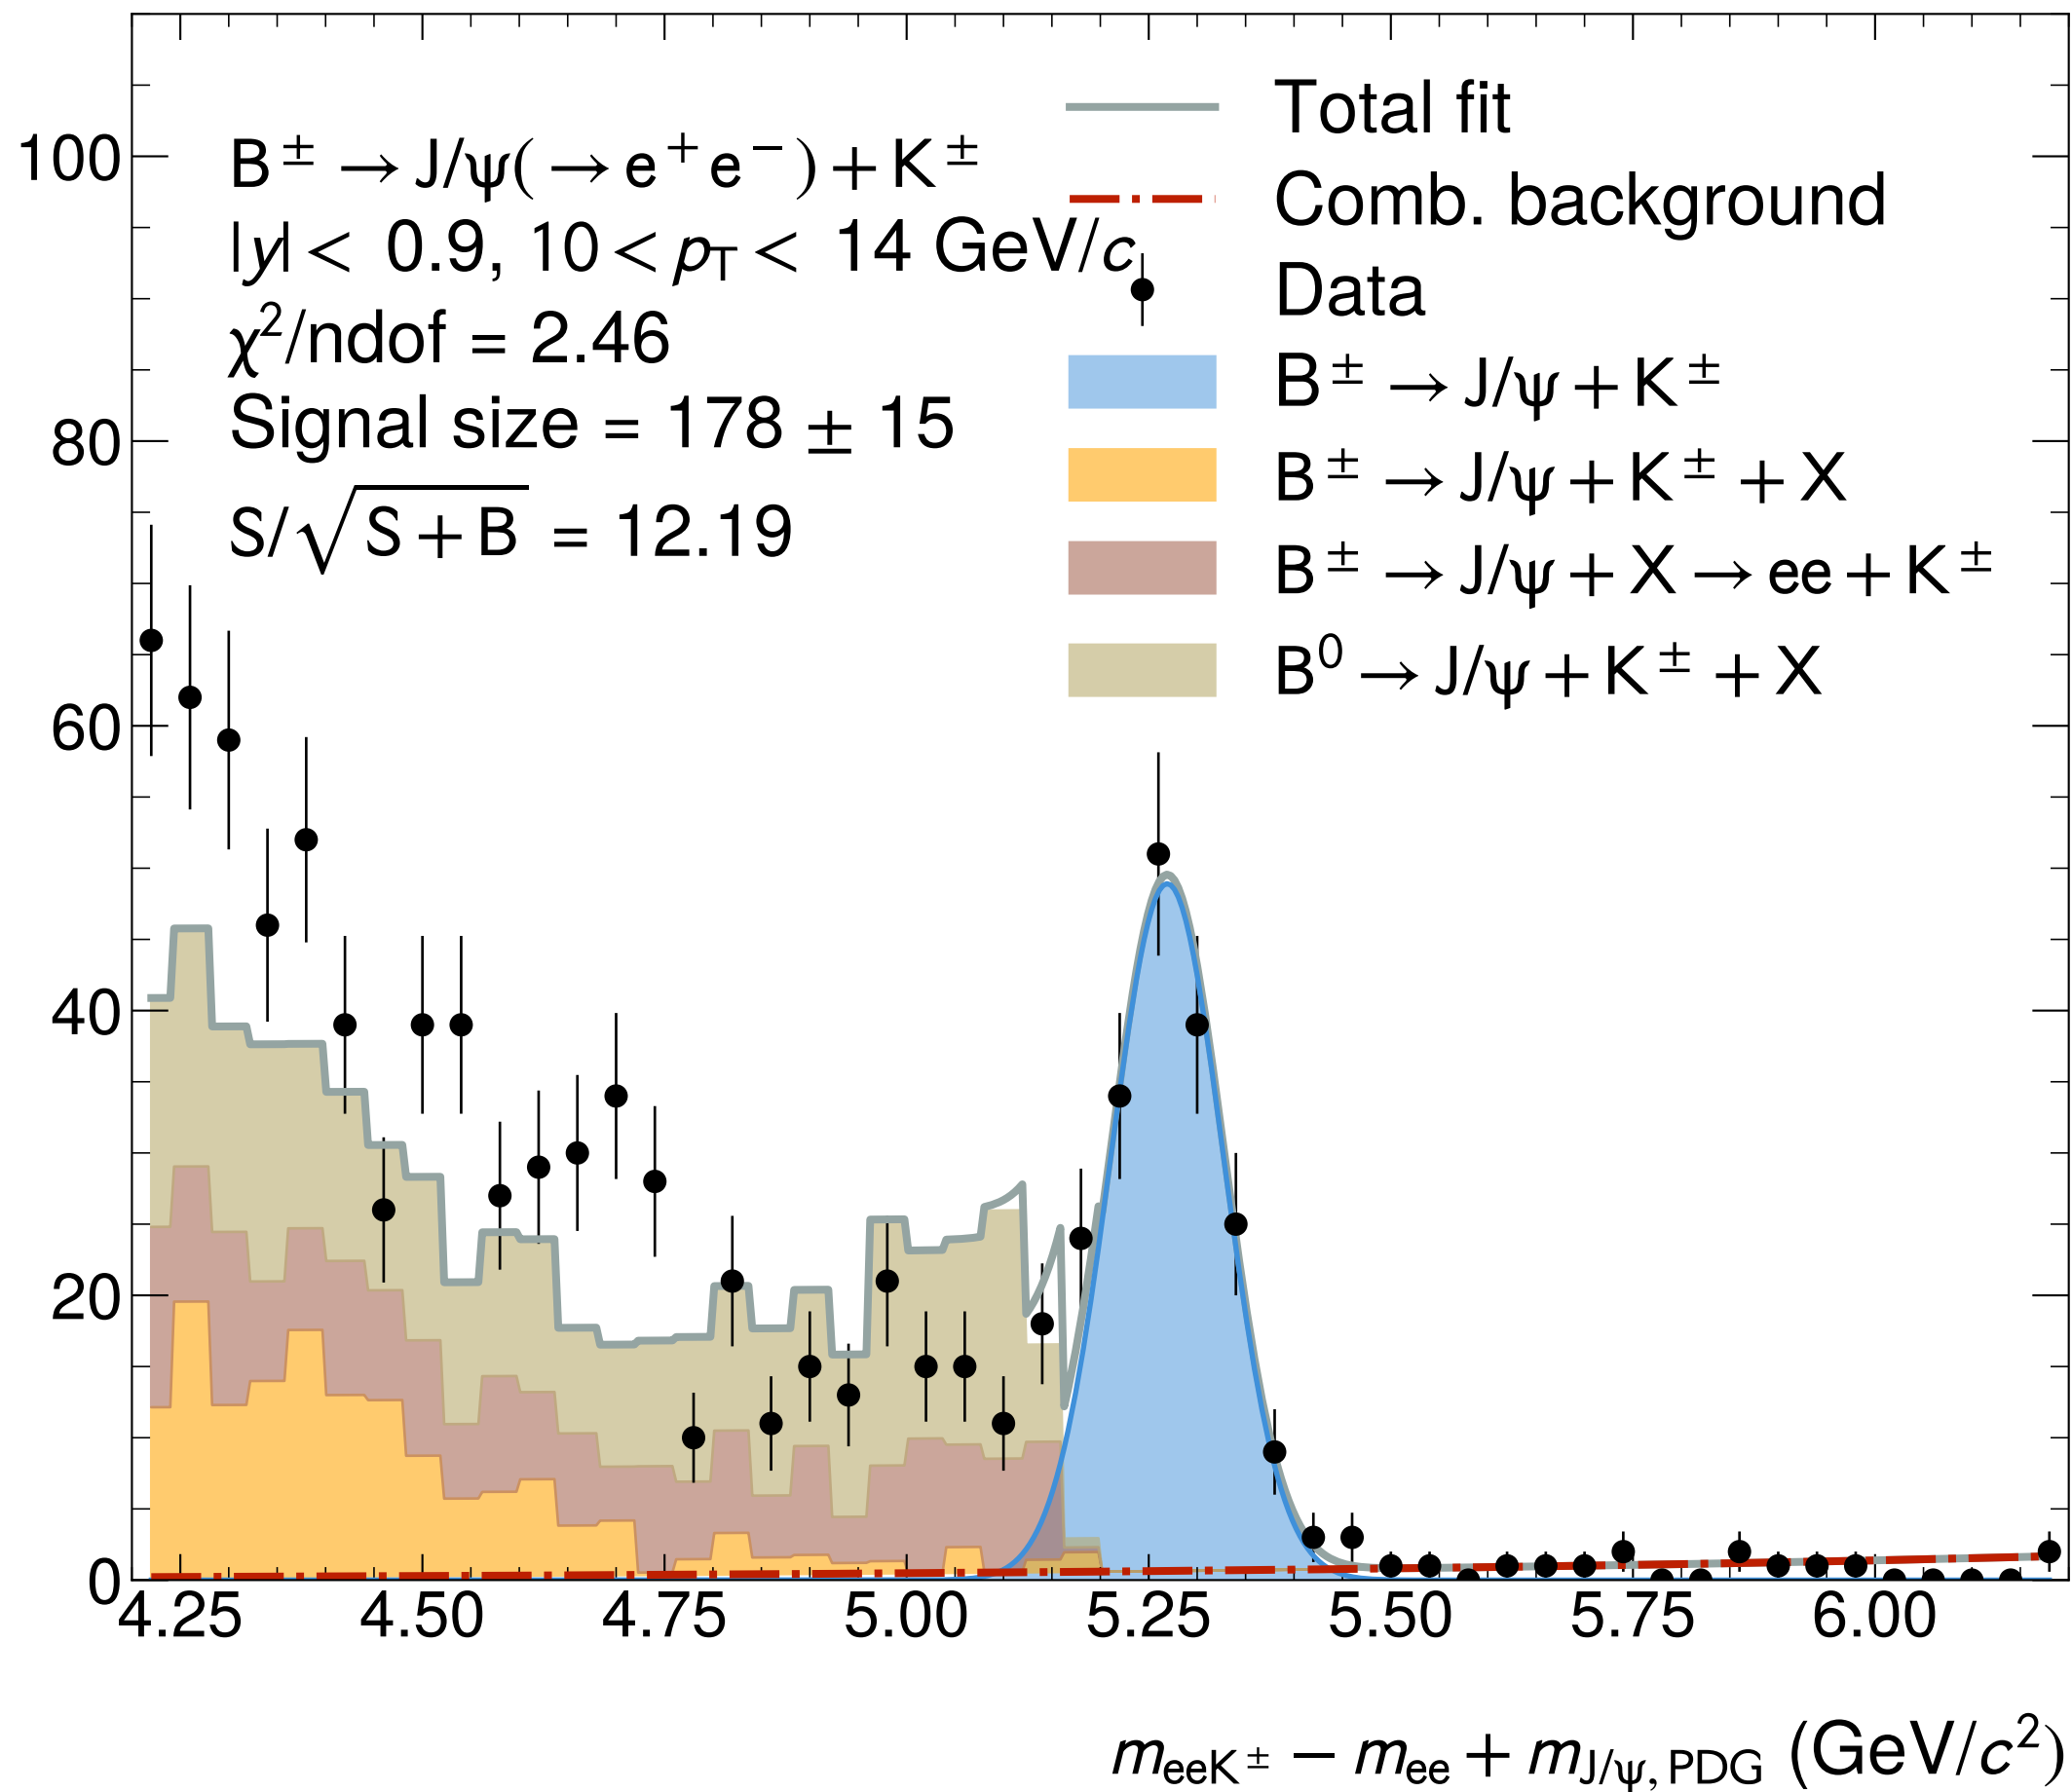 B± → J/ψ(→ e⁺e⁻) + K±
|y| < 0.9, 10 < pT < 14 GeV/c
χ²/ndof = 2.46
Signal size = 178 ± 15
S/√S + B = 12.19
Total fit
Comb. background
Data
B± → J/ψ + K±
B± → J/ψ + K± + X
B± → J/ψ + X → ee + K±
B⁰ → J/ψ + K± + X
100
80
60
40
20
0
4.25 4.50 4.75 5.00 5.25 5.50 5.75 6.00
meeK± − mee + mJ/ψ, PDG (GeV/c²)